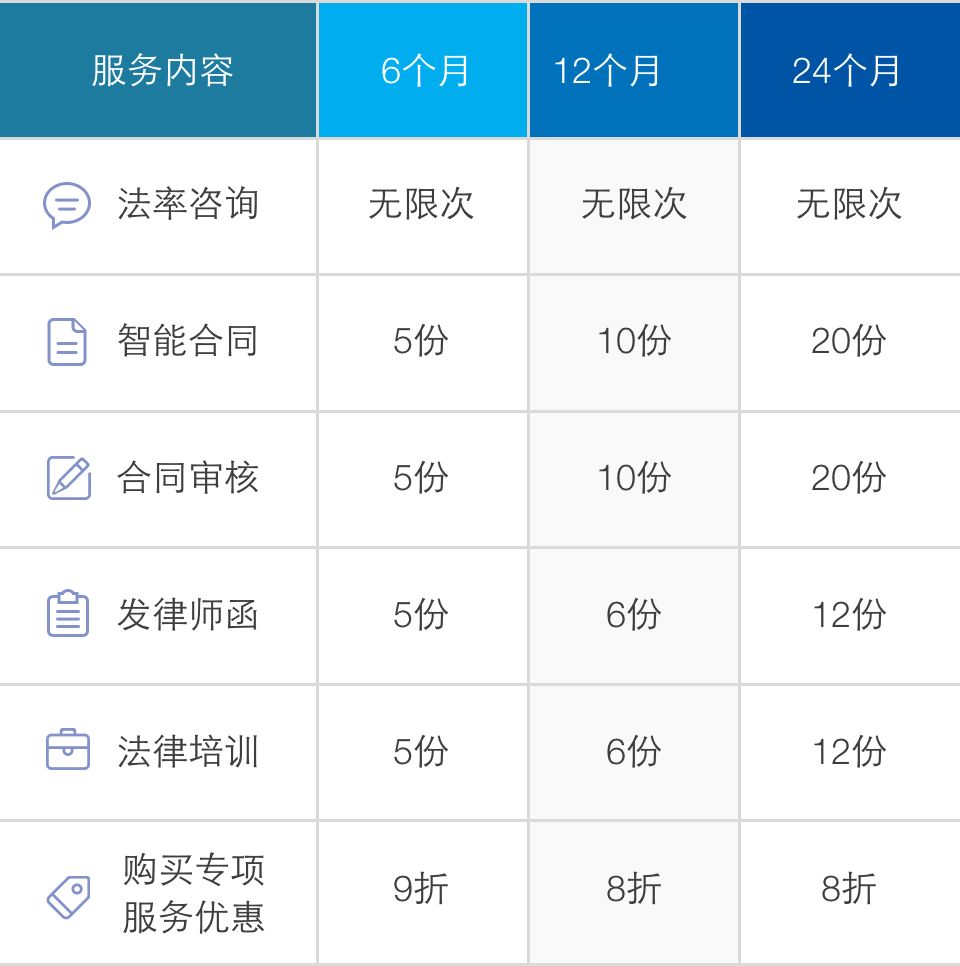 服务内容 6个月 12个月 24个月
法率咨询 无限次 无限次 无限次
智能合同 5份 10份 20份
合同审核 5份 10份 20份
发律师函 5份 6份 12份
法律培训 5份 6份 12份
购买专项
服务优惠 9折 8折 8折